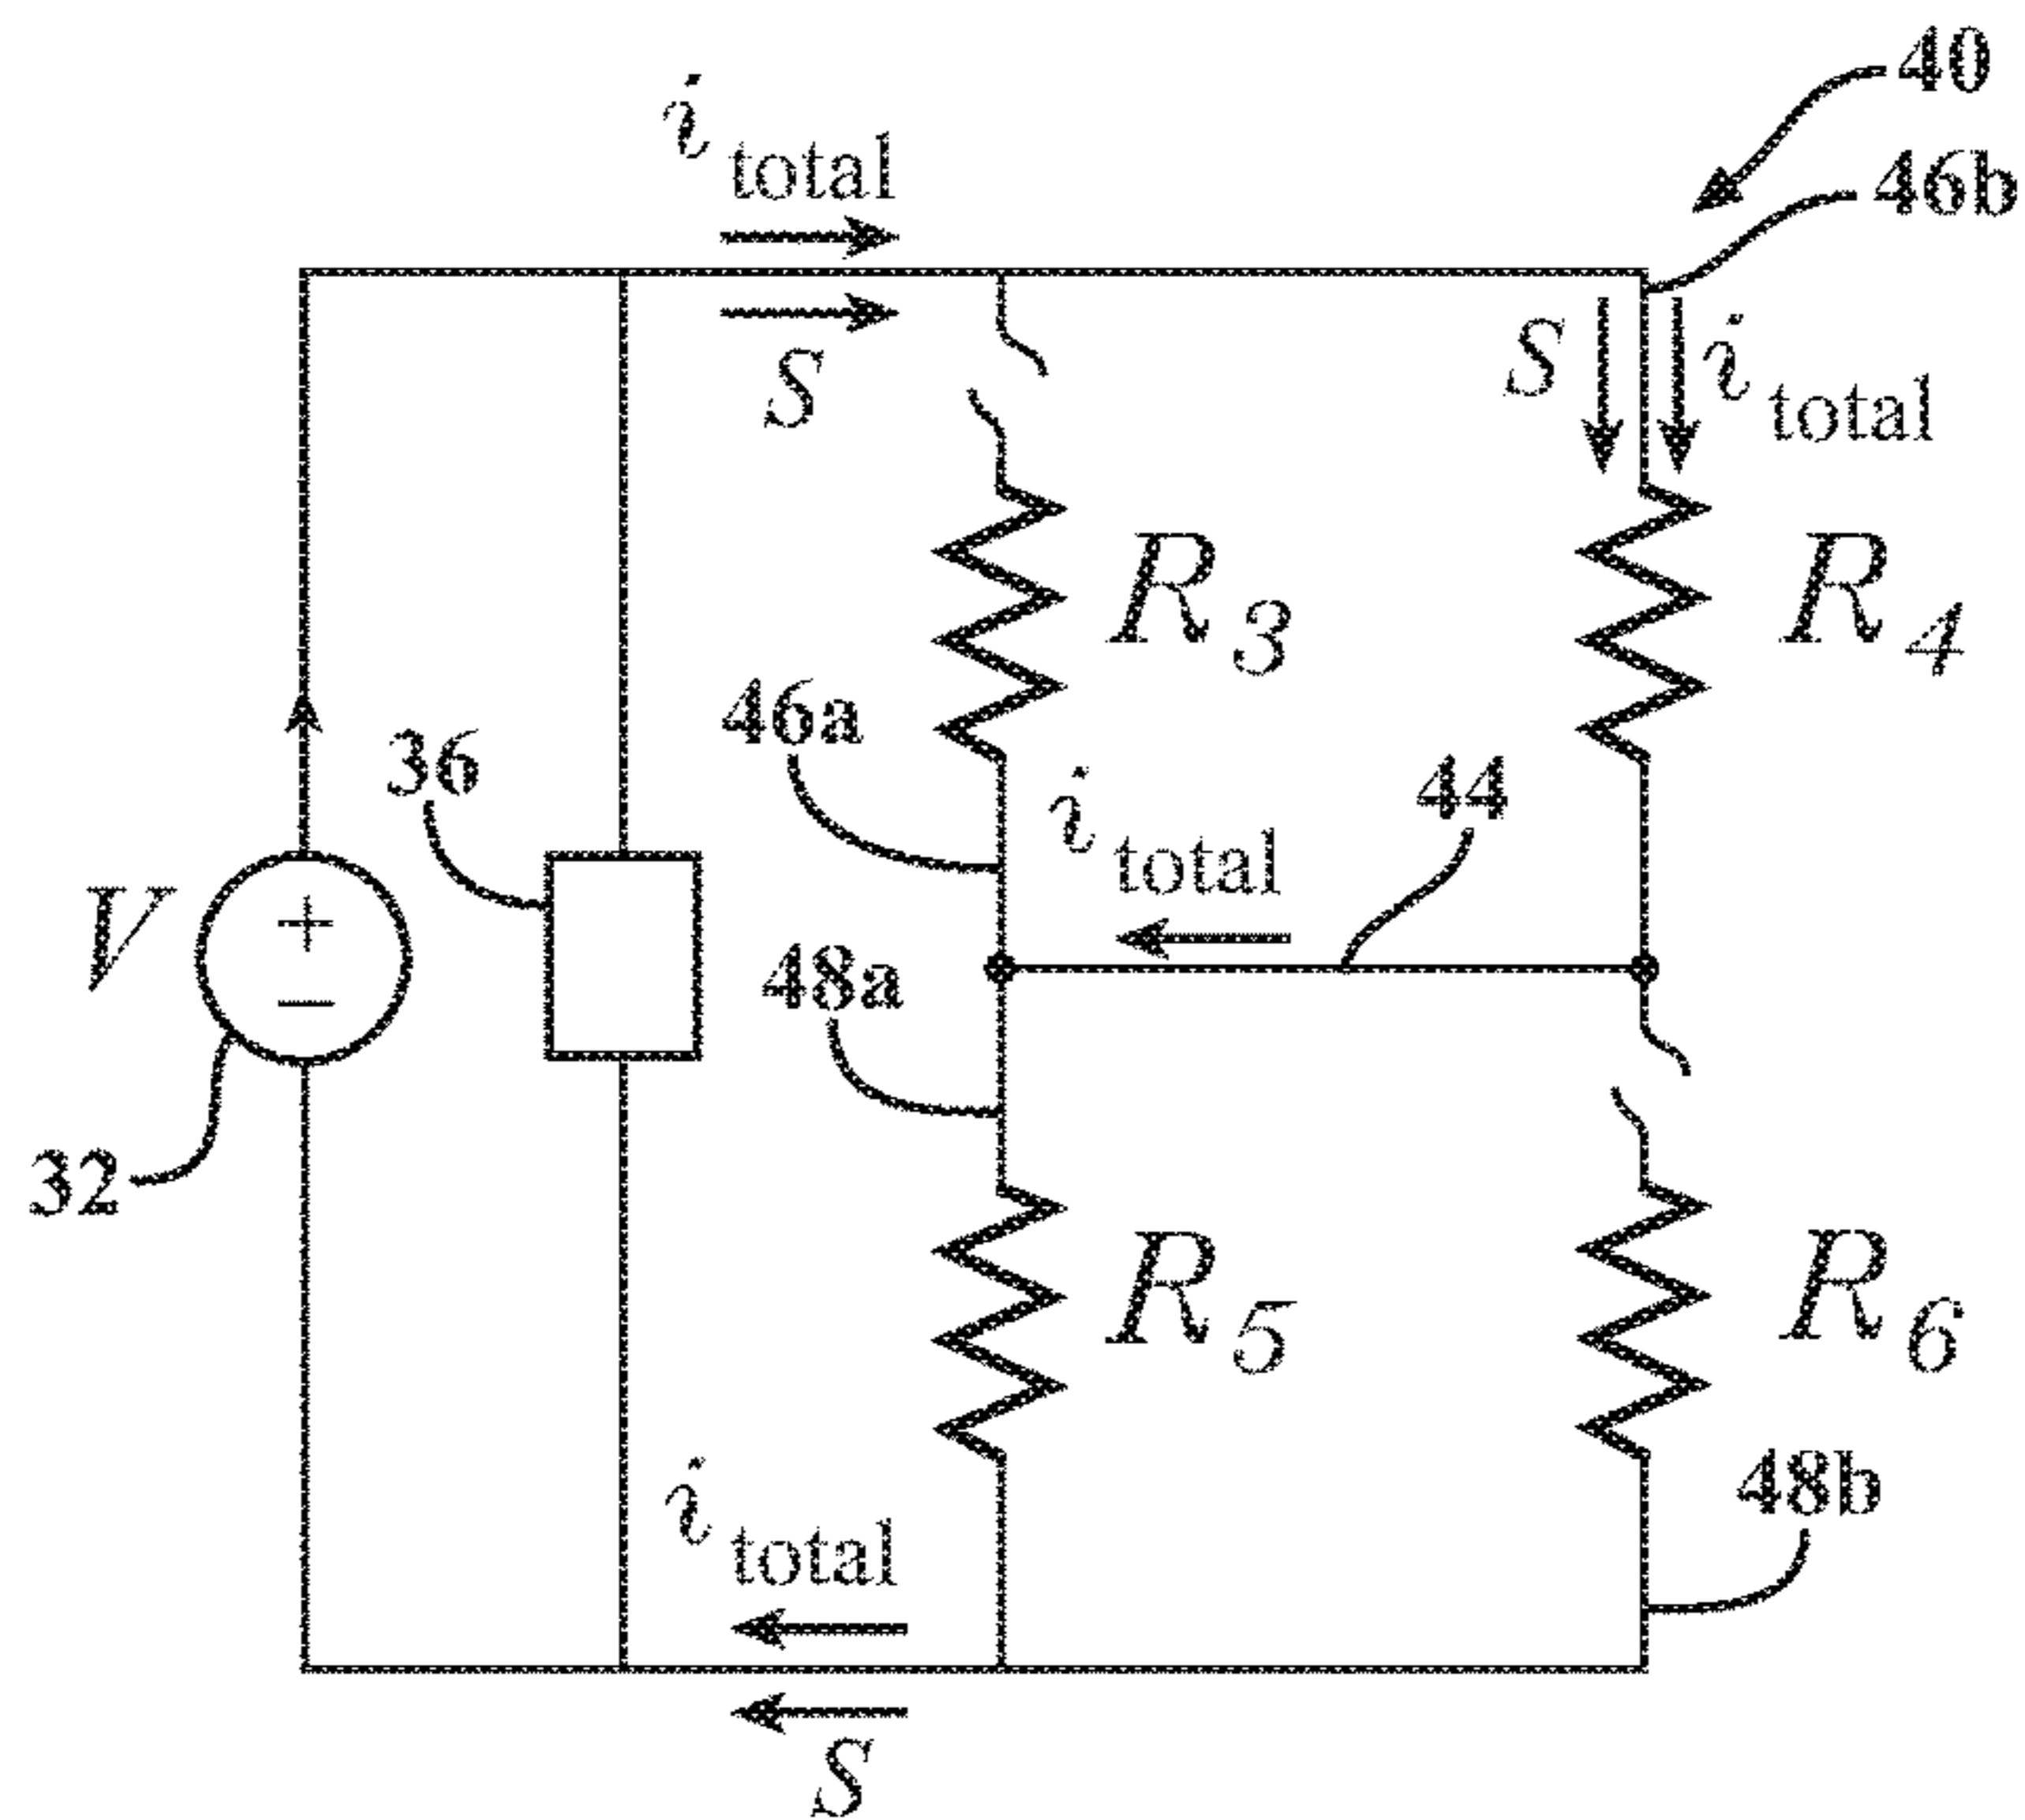 40
i total
46b
S
S
i total
R 3
R 4
46a
36
i total
44
V
+
−
48a
32
R 5
R 6
i total
48b
S